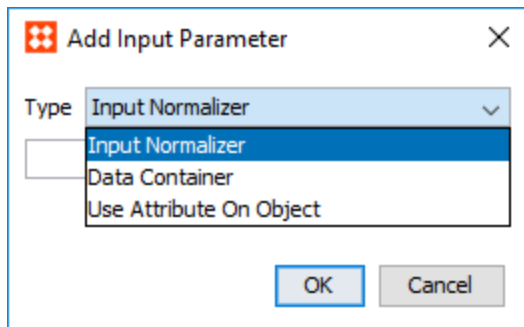 Add Input Parameter
Type Input Normalizer
Input Normalizer
Data Container
Use Attribute On Object
OK Cancel